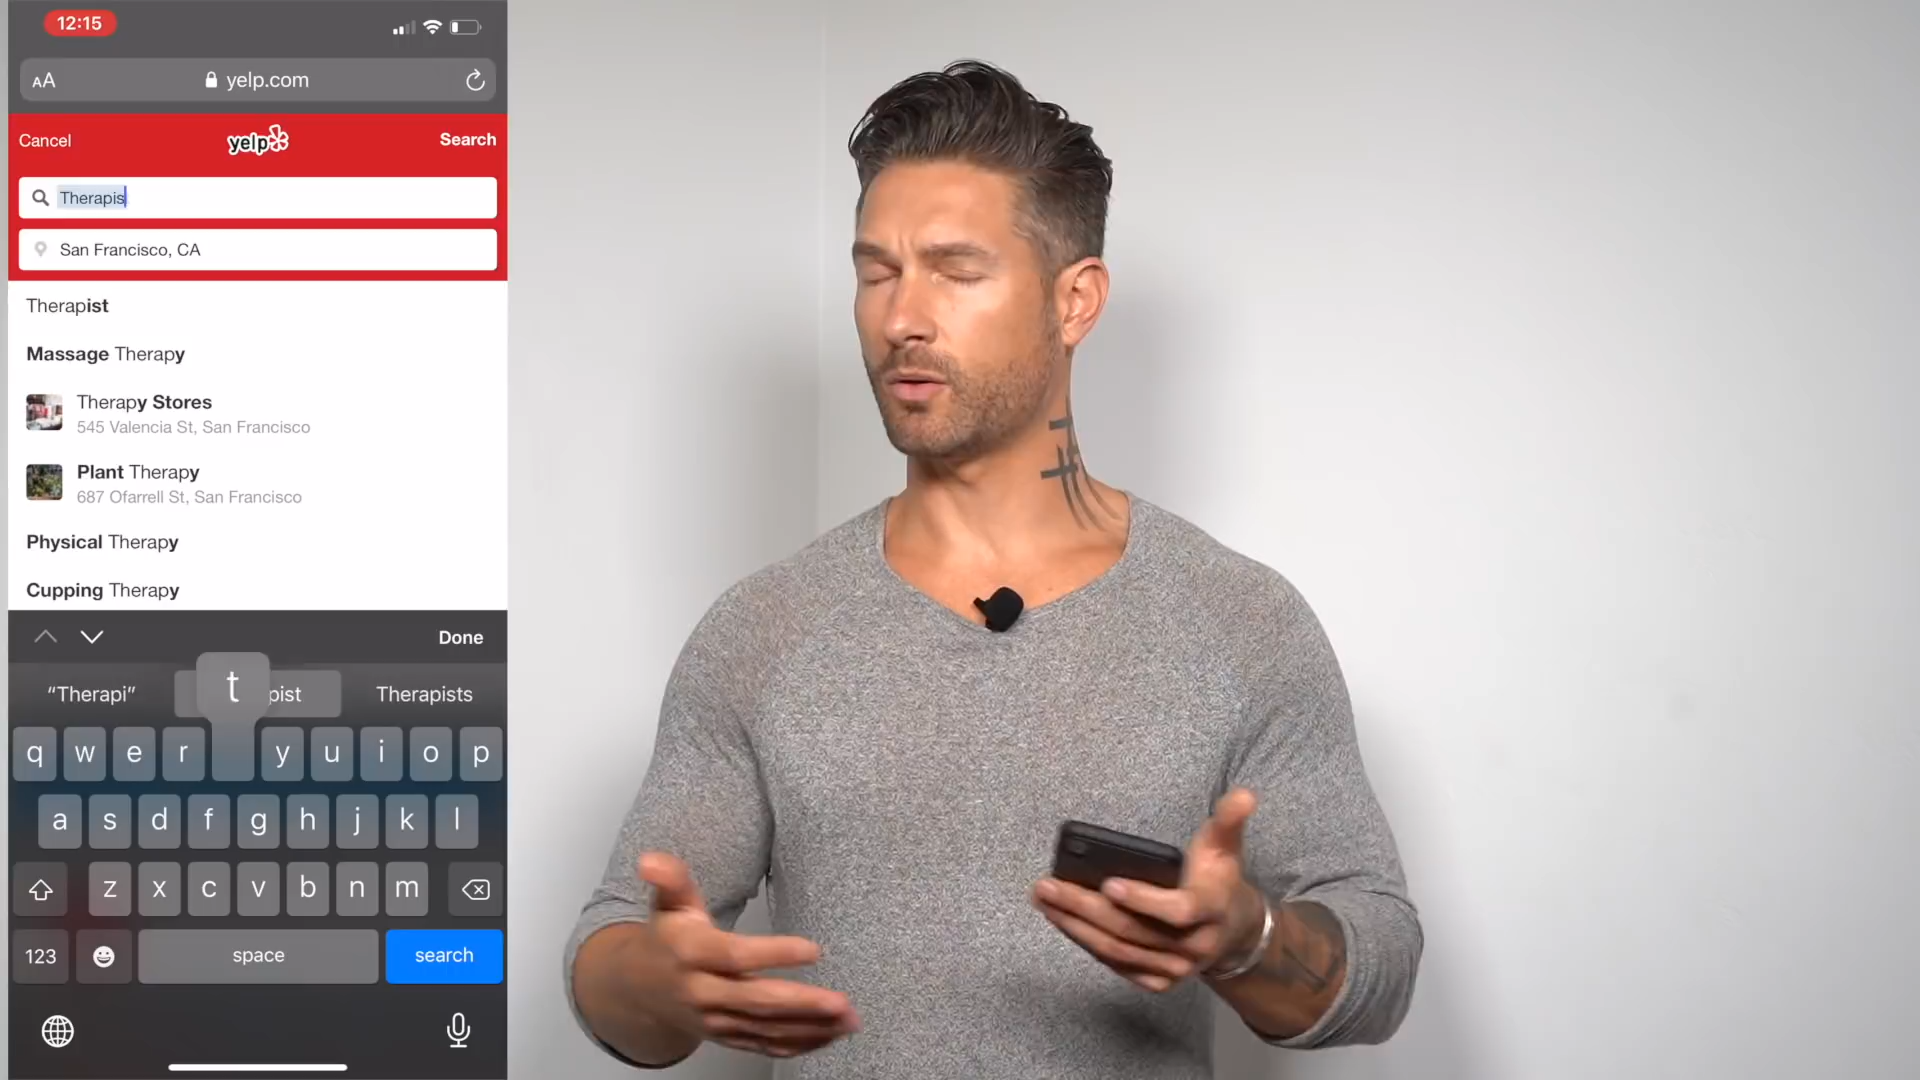 12:15
AA yelp.com
Cancel yelp Search
Therapis
San Francisco, CA
Therapist
Massage Therapy
Therapy Stores
545 Valencia St, San Francisco
Plant Therapy
687 Ofarrell St, San Francisco
Physical Therapy
Cupping Therapy
Done
“Therapi” t pist Therapists
q w e r y u i o p
a s d f g h j k l
z x c v b n m
123 space search